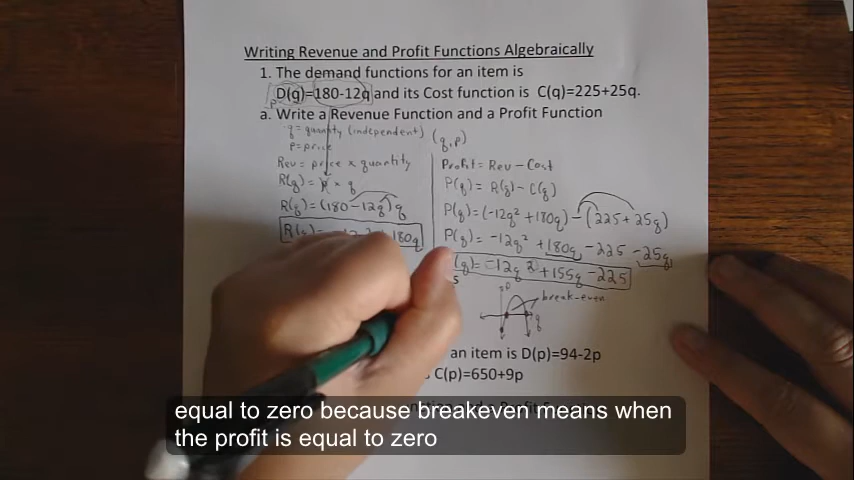 Writing Revenue and Profit Functions Algebraically
1. The demand functions for an item is
D(q)=180-12q and its Cost function is C(q)=225+25q.
p
a. Write a Revenue Function and a Profit Function
q = quantity (independent)
(q,p)
p = price
Rev = price × quantity
R(q) = p × q
R(q) = (180-12q)q
180q
Profit = Rev - Cost
P(q) = R(q) - C(q)
P(q) = (-12q² + 180q) - (225 + 25q)
P(q) = -12q² + 180q - 225 - 25q
(q) = -12q² + 155q - 225
s
p
break-even
q
an item is D(p)=94-2p
C(p)=650+9p
equal to zero because breakeven means when
the profit is equal to zero